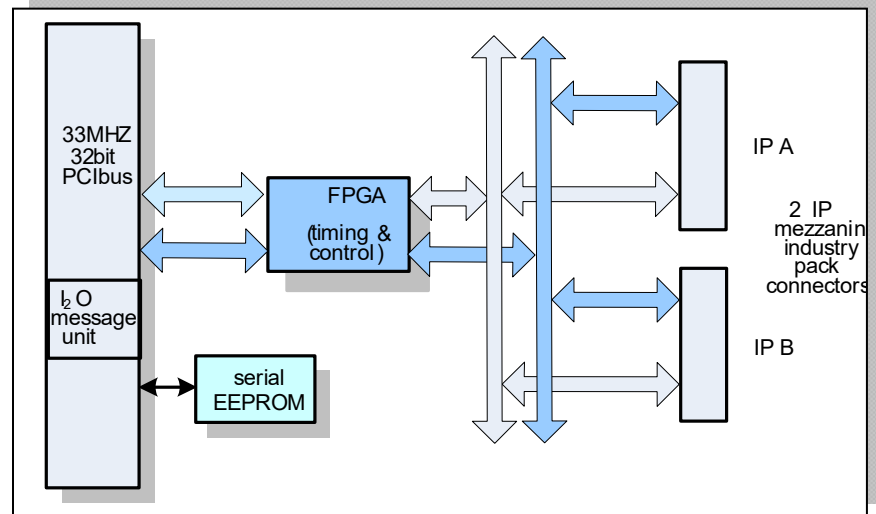 33MHZ
32bit
PCIbus
I2O
message
unit
FPGA
(timing &
control)
serial
EEPROM
IP A
2 IP
mezzanin
industry
pack
connectors
IP B